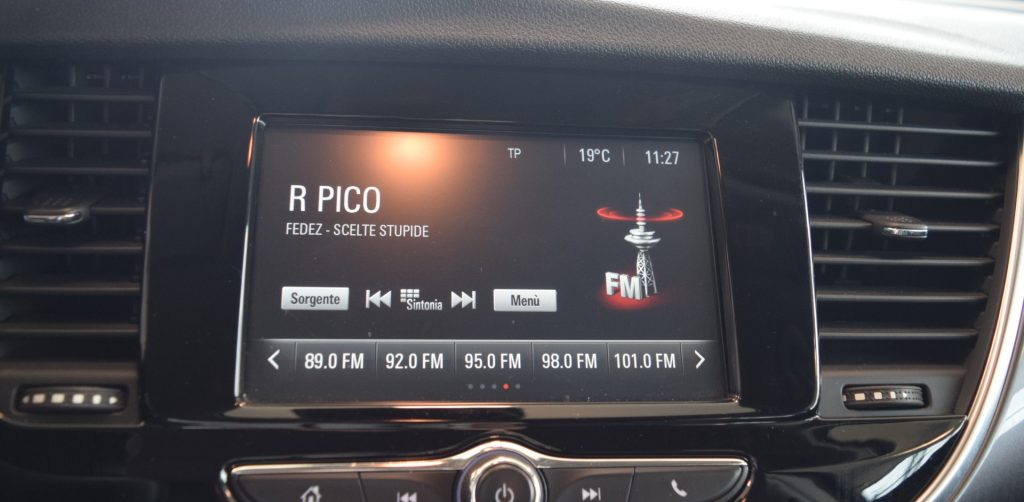 TP 19°C 11:27
R PICO
FEDEZ - SCELTE STUPIDE
FM
Sorgente Sintonia Menù
89.0 FM 92.0 FM 95.0 FM 98.0 FM 101.0 FM